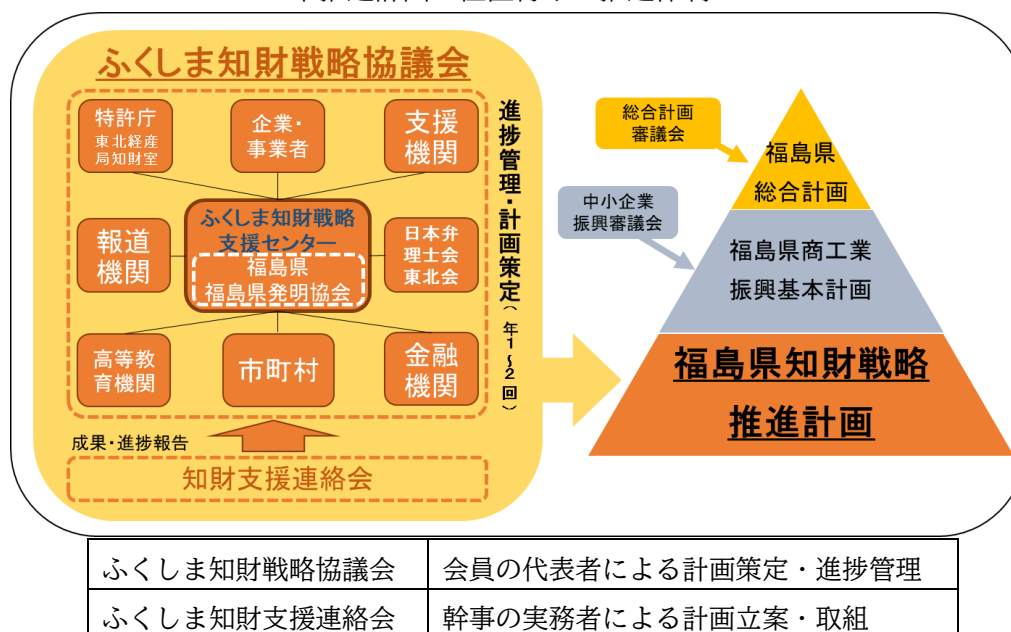 ふくしま知財戦略協議会
特許庁
東北経産
局知財室
企業・
事業者
支援
機関
報道
機関
ふくしま知財戦略
支援センター
福島県
福島県発明協会
日本弁
理士会
東北会
高等教
育機関
市町村
金融
機関
進捗管理・計画策定（年1～2回）
成果・進捗報告
知財支援連絡会
総合計画
審議会
福島県
総合計画
中小企業
振興審議会
福島県商工業
振興基本計画
福島県知財戦略
推進計画
ふくしま知財戦略協議会 会員の代表者による計画策定・進捗管理
ふくしま知財支援連絡会 幹事の実務者による計画立案・取組